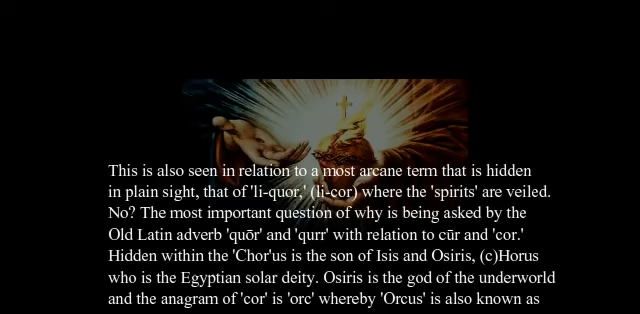 This is also seen in relation to a most arcane term that is hidden
in plain sight, that of 'li-quor,' (li-cor) where the 'spirits' are veiled.
No? The most important question of why is being asked by the
Old Latin adverb 'quōr' and 'qurr' with relation to cūr and 'cor.'
Hidden within the 'Chor'us is the son of Isis and Osiris, (c)Horus
who is the Egyptian solar deity. Osiris is the god of the underworld
and the anagram of 'cor' is 'orc' whereby 'Orcus' is also known as